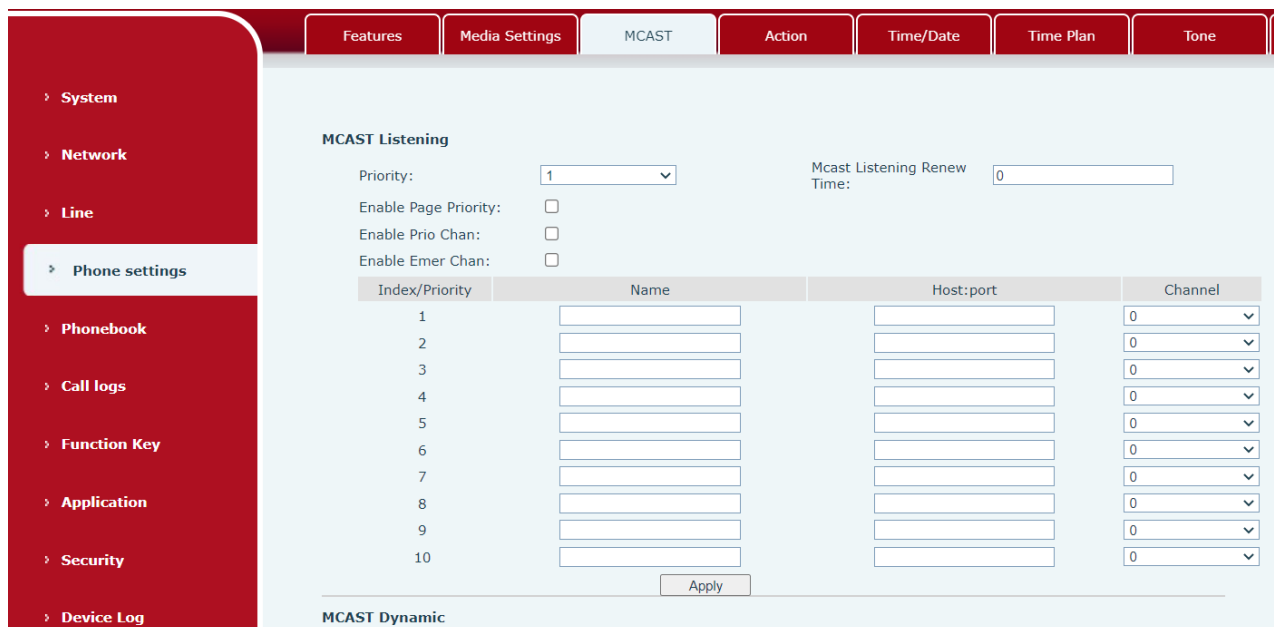 Features Media Settings MCAST Action Time/Date Time Plan Tone
System
Network
Line
Phone settings
Phonebook
Call logs
Function Key
Application
Security
Device Log
MCAST Listening
Priority: 1 Mcast Listening Renew Time: 0
Enable Page Priority:
Enable Prio Chan:
Enable Emer Chan:
Index/Priority Name Host:port Channel
1 0
2 0
3 0
4 0
5 0
6 0
7 0
8 0
9 0
10 0
Apply
MCAST Dynamic